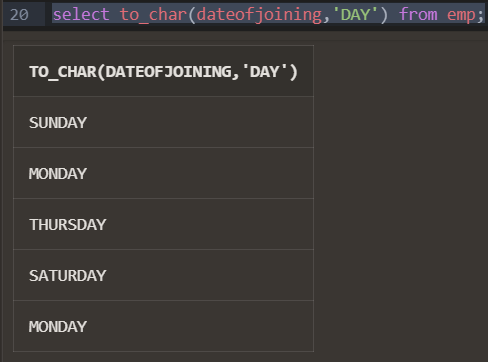 20 select to_char(dateofjoining,'DAY') from emp;
TO_CHAR(DATEOFJOINING,'DAY')
SUNDAY
MONDAY
THURSDAY
SATURDAY
MONDAY